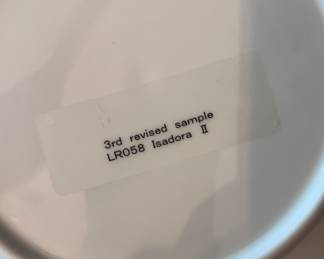 3rd revised sample
LR058 Isadora II